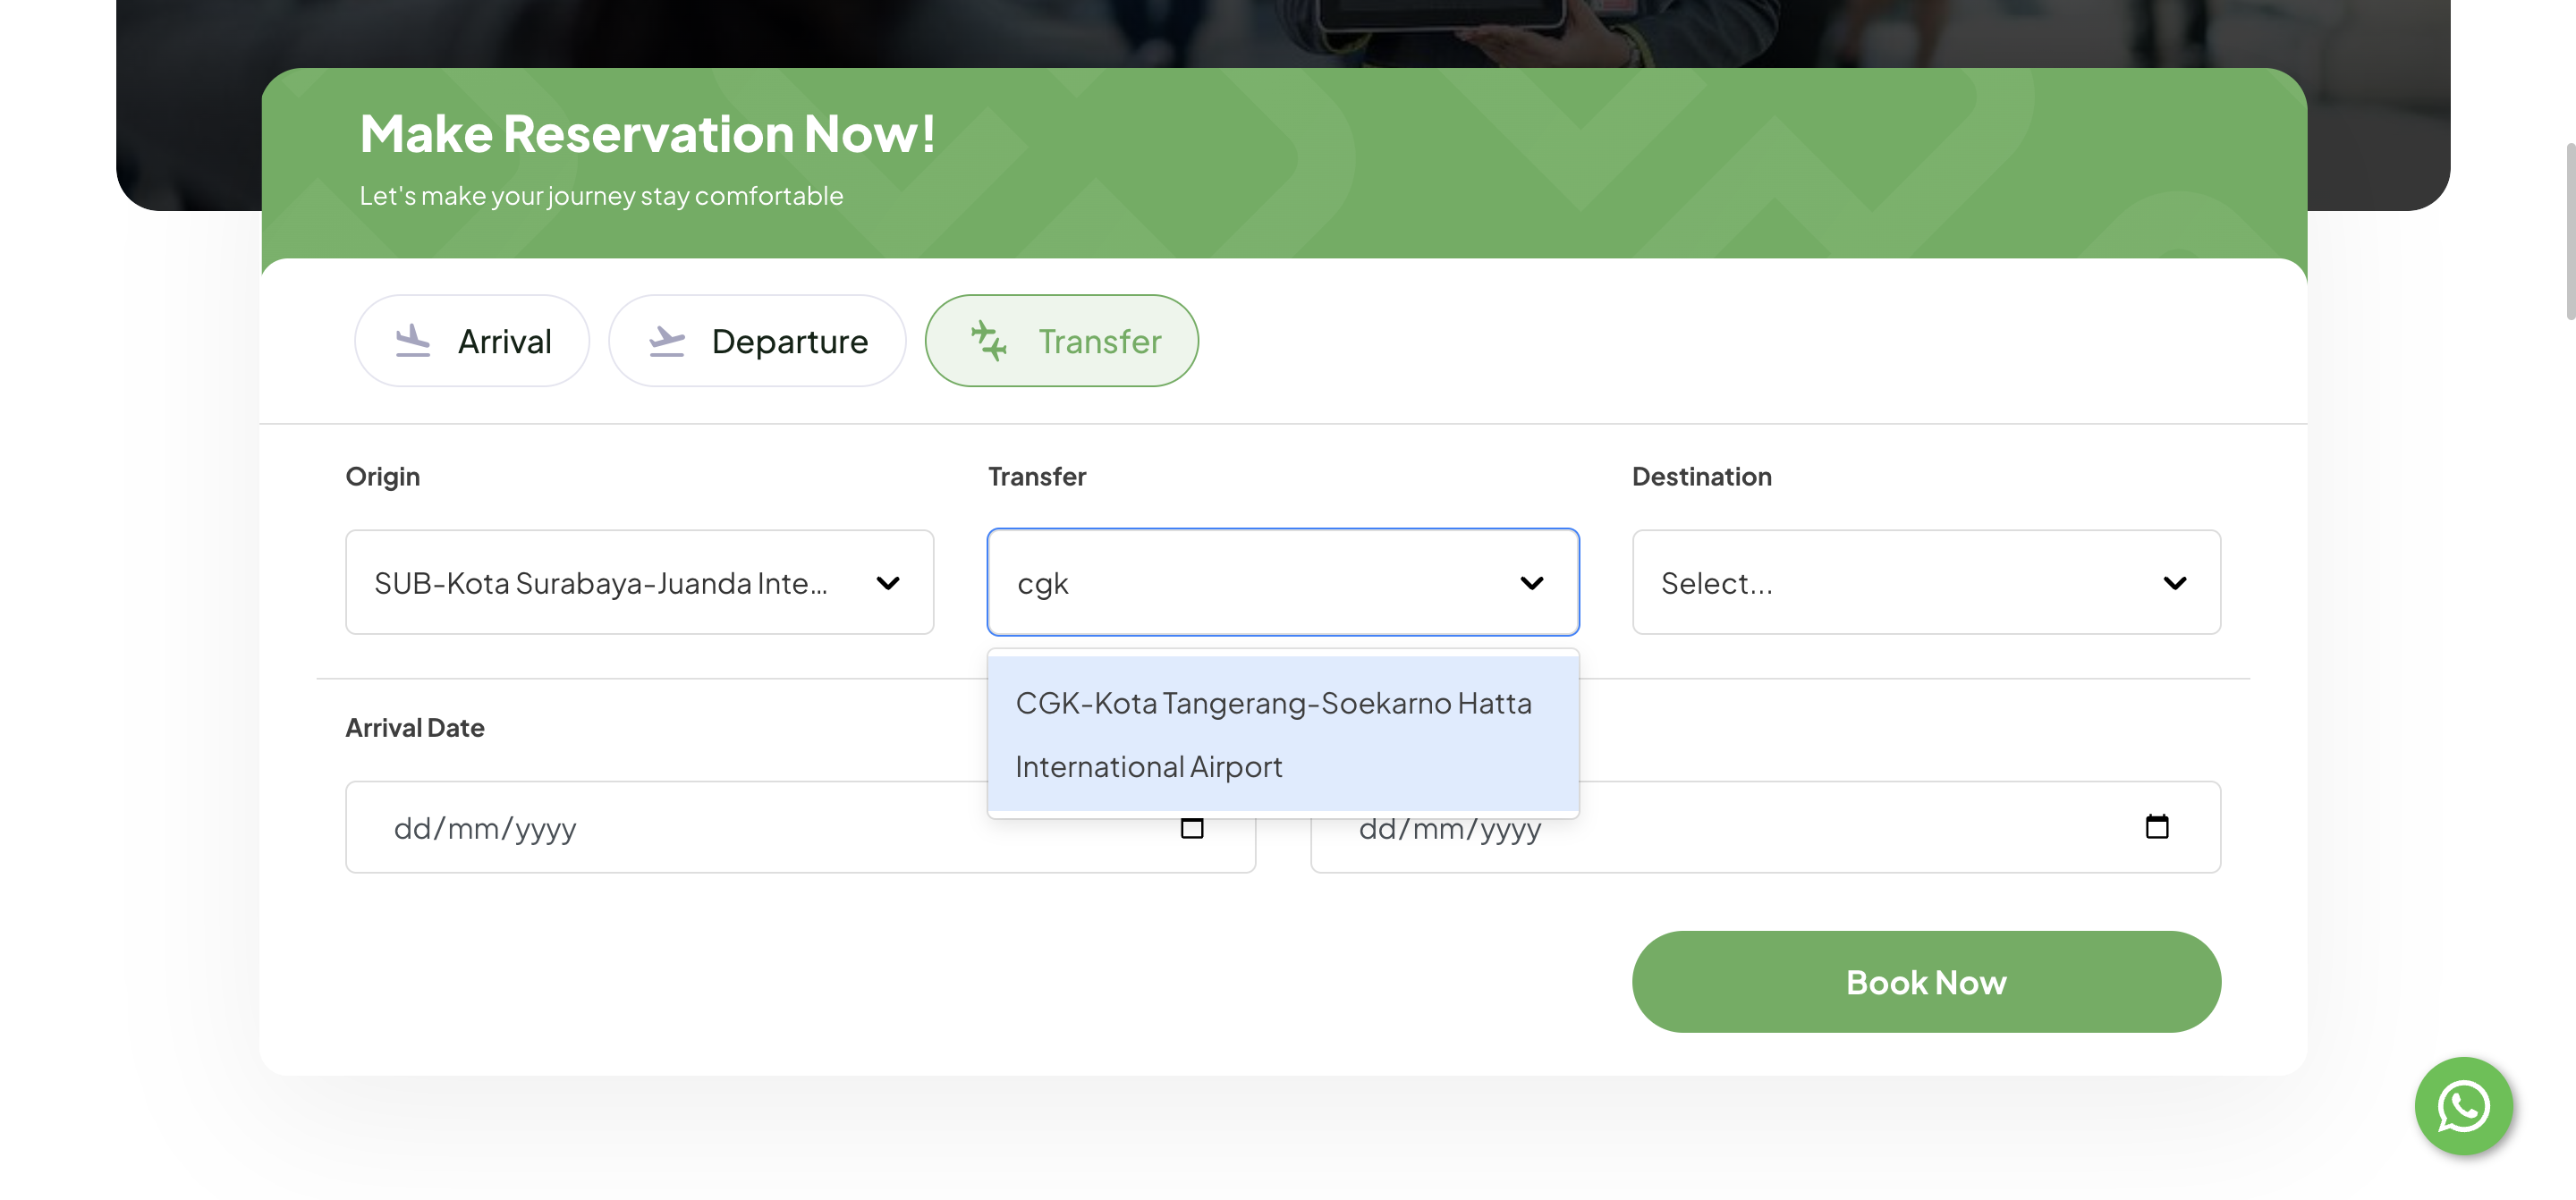 Make Reservation Now!
Let's make your journey stay comfortable
Arrival
Departure
Transfer
Origin
Transfer
Destination
SUB-Kota Surabaya-Juanda Inte...
cgk
Select...
CGK-Kota Tangerang-Soekarno Hatta
International Airport
Arrival Date
dd/mm/yyyy
dd/mm/yyyy
Book Now